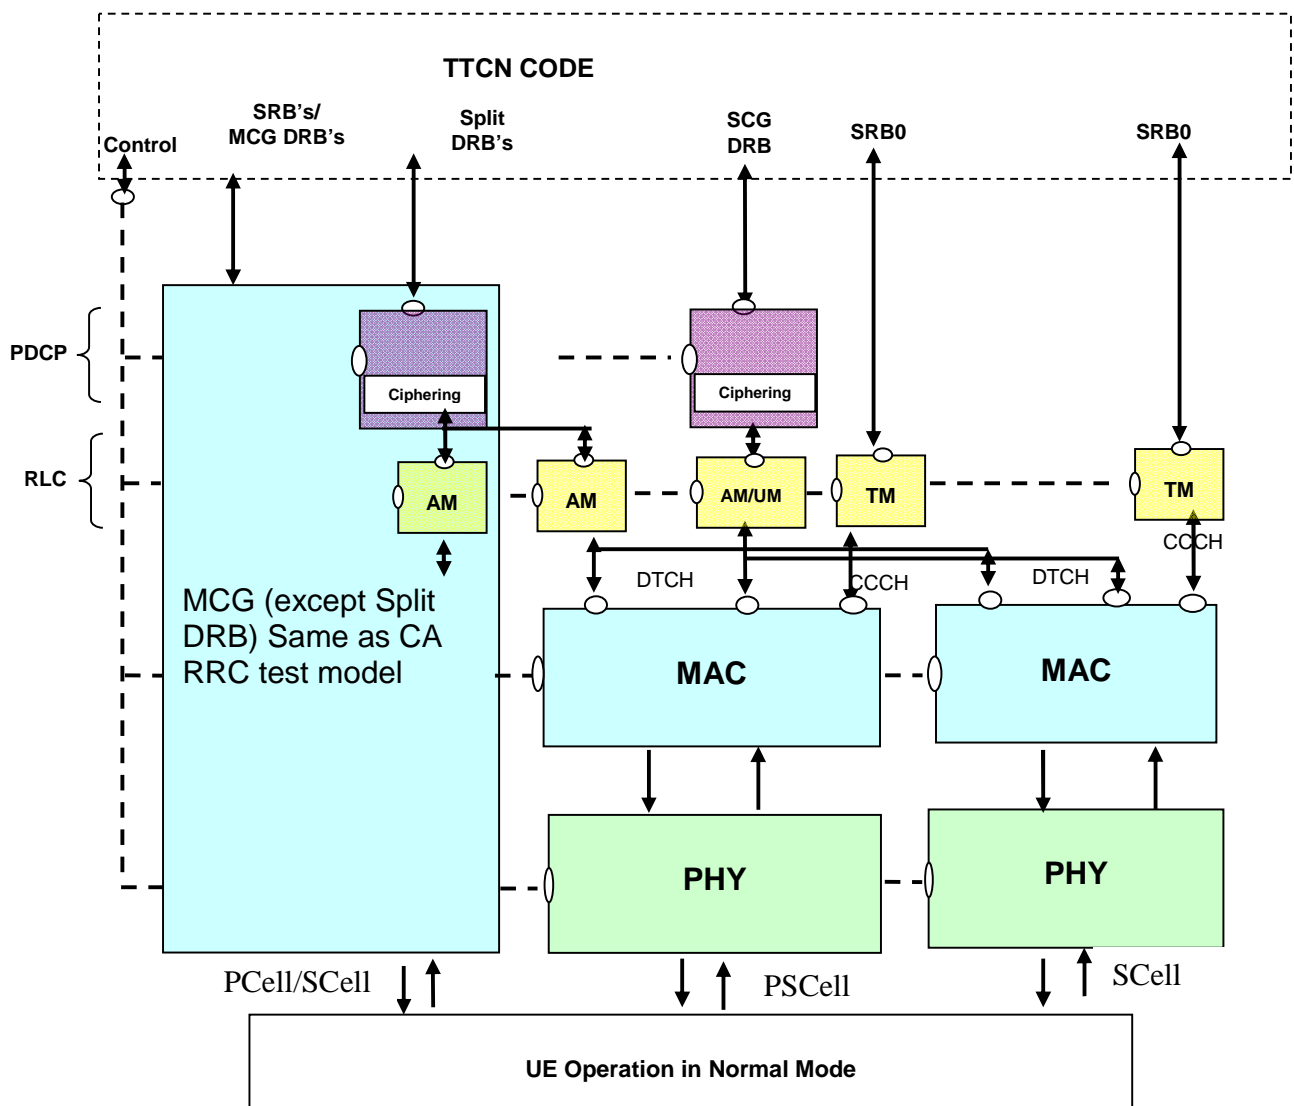 TTCN CODE
Control
SRB's/
MCG DRB's
Split
DRB's
SCG
DRB
SRB0
SRB0
PDCP
Ciphering
Ciphering
RLC
AM
AM
AM/UM
TM
TM
DTCH
CCCH
DTCH
CCCH
MCG (except Split
DRB) Same as CA
RRC test model
MAC
MAC
PHY
PHY
PCell/SCell
PSCell
SCell
UE Operation in Normal Mode